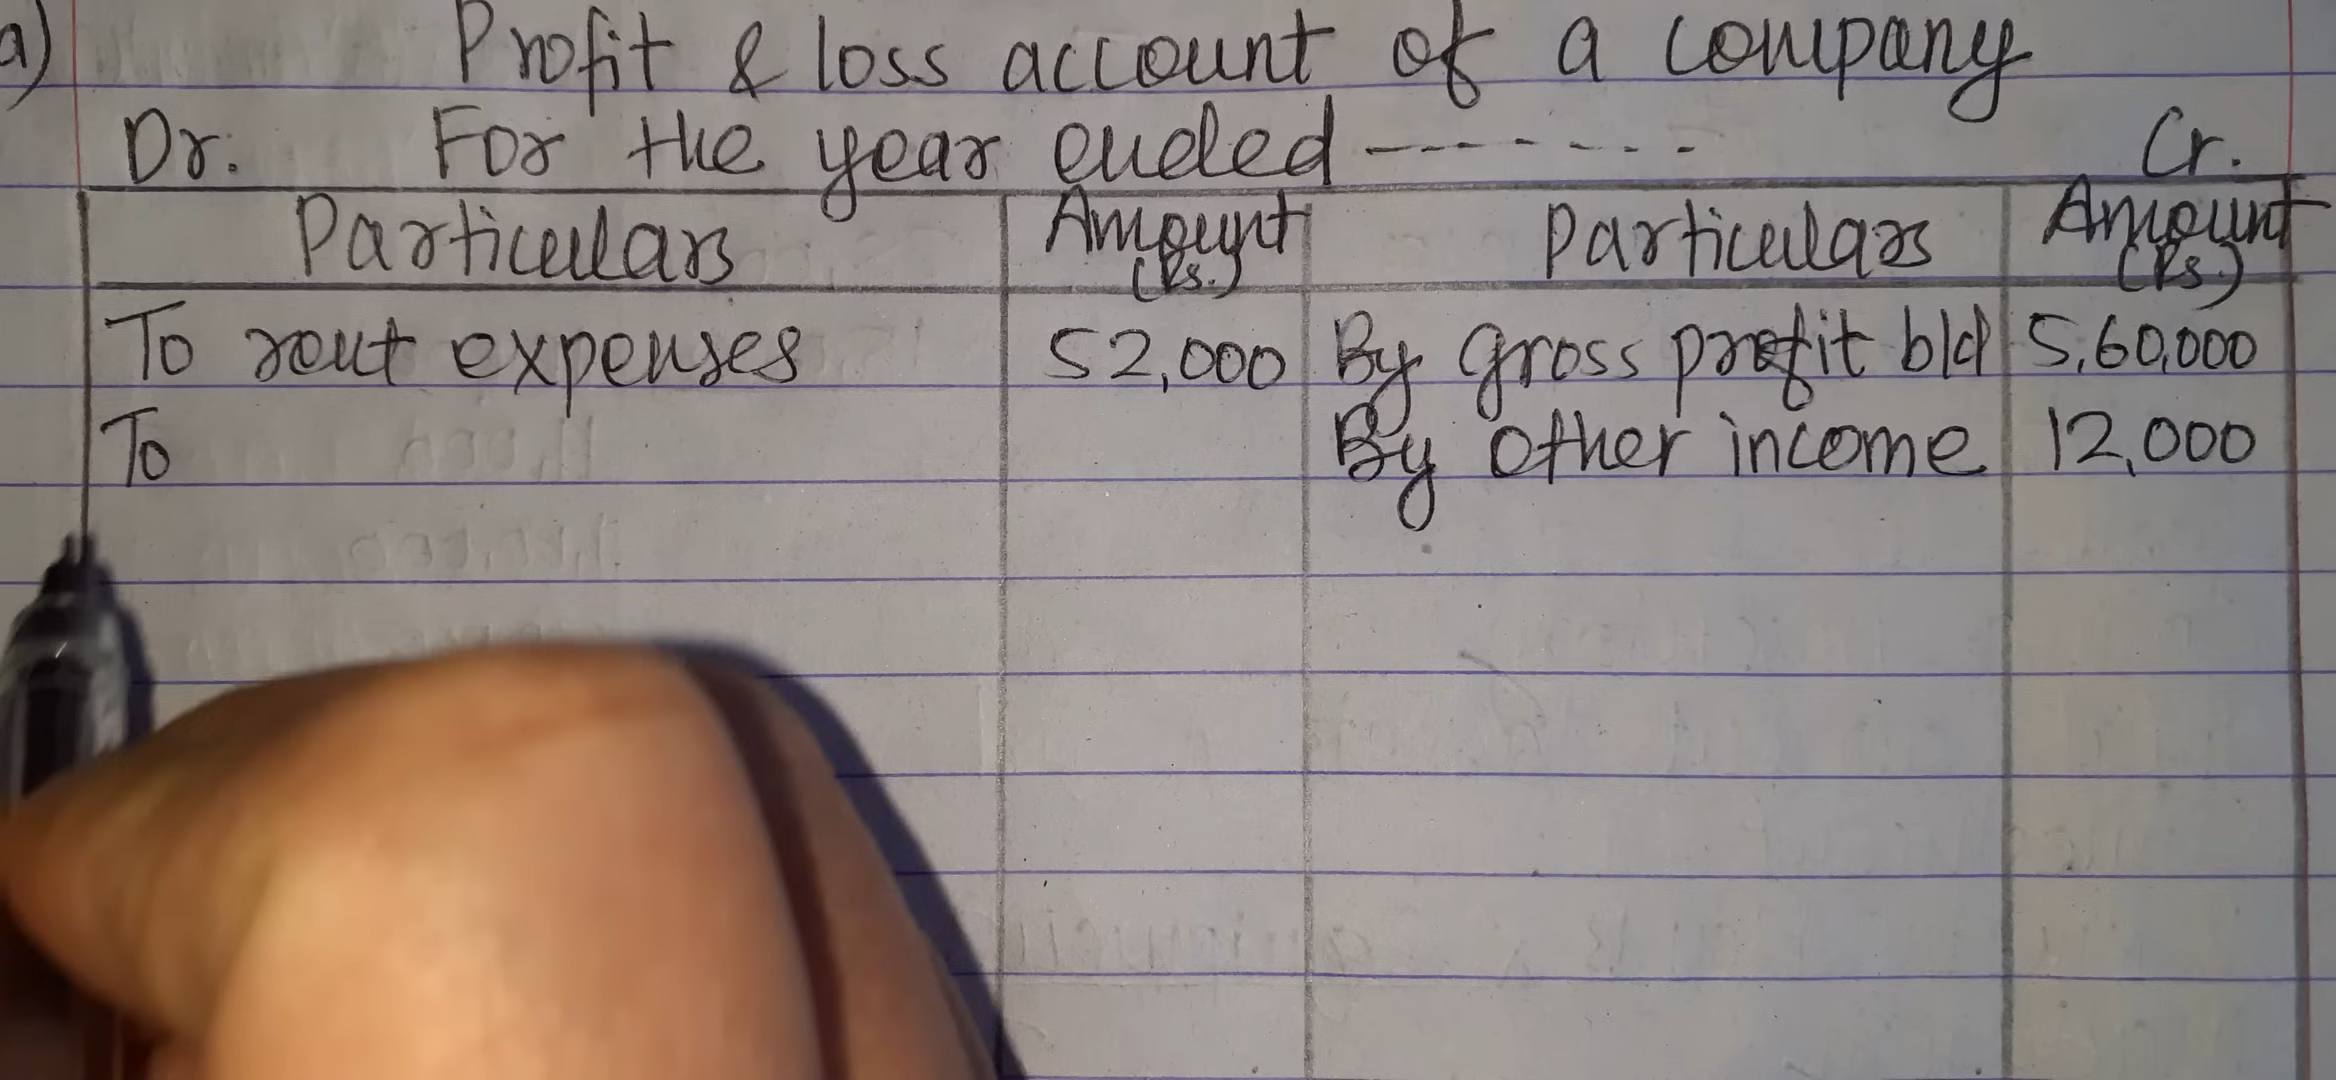 a) Profit & loss account of a company
Dr. For the year ended ------- Cr.
Particulars Amount (Rs.) Particulars Amount (Rs.)
To rent expenses 52,000 By gross profit b/d 5,60,000
To By other income 12,000